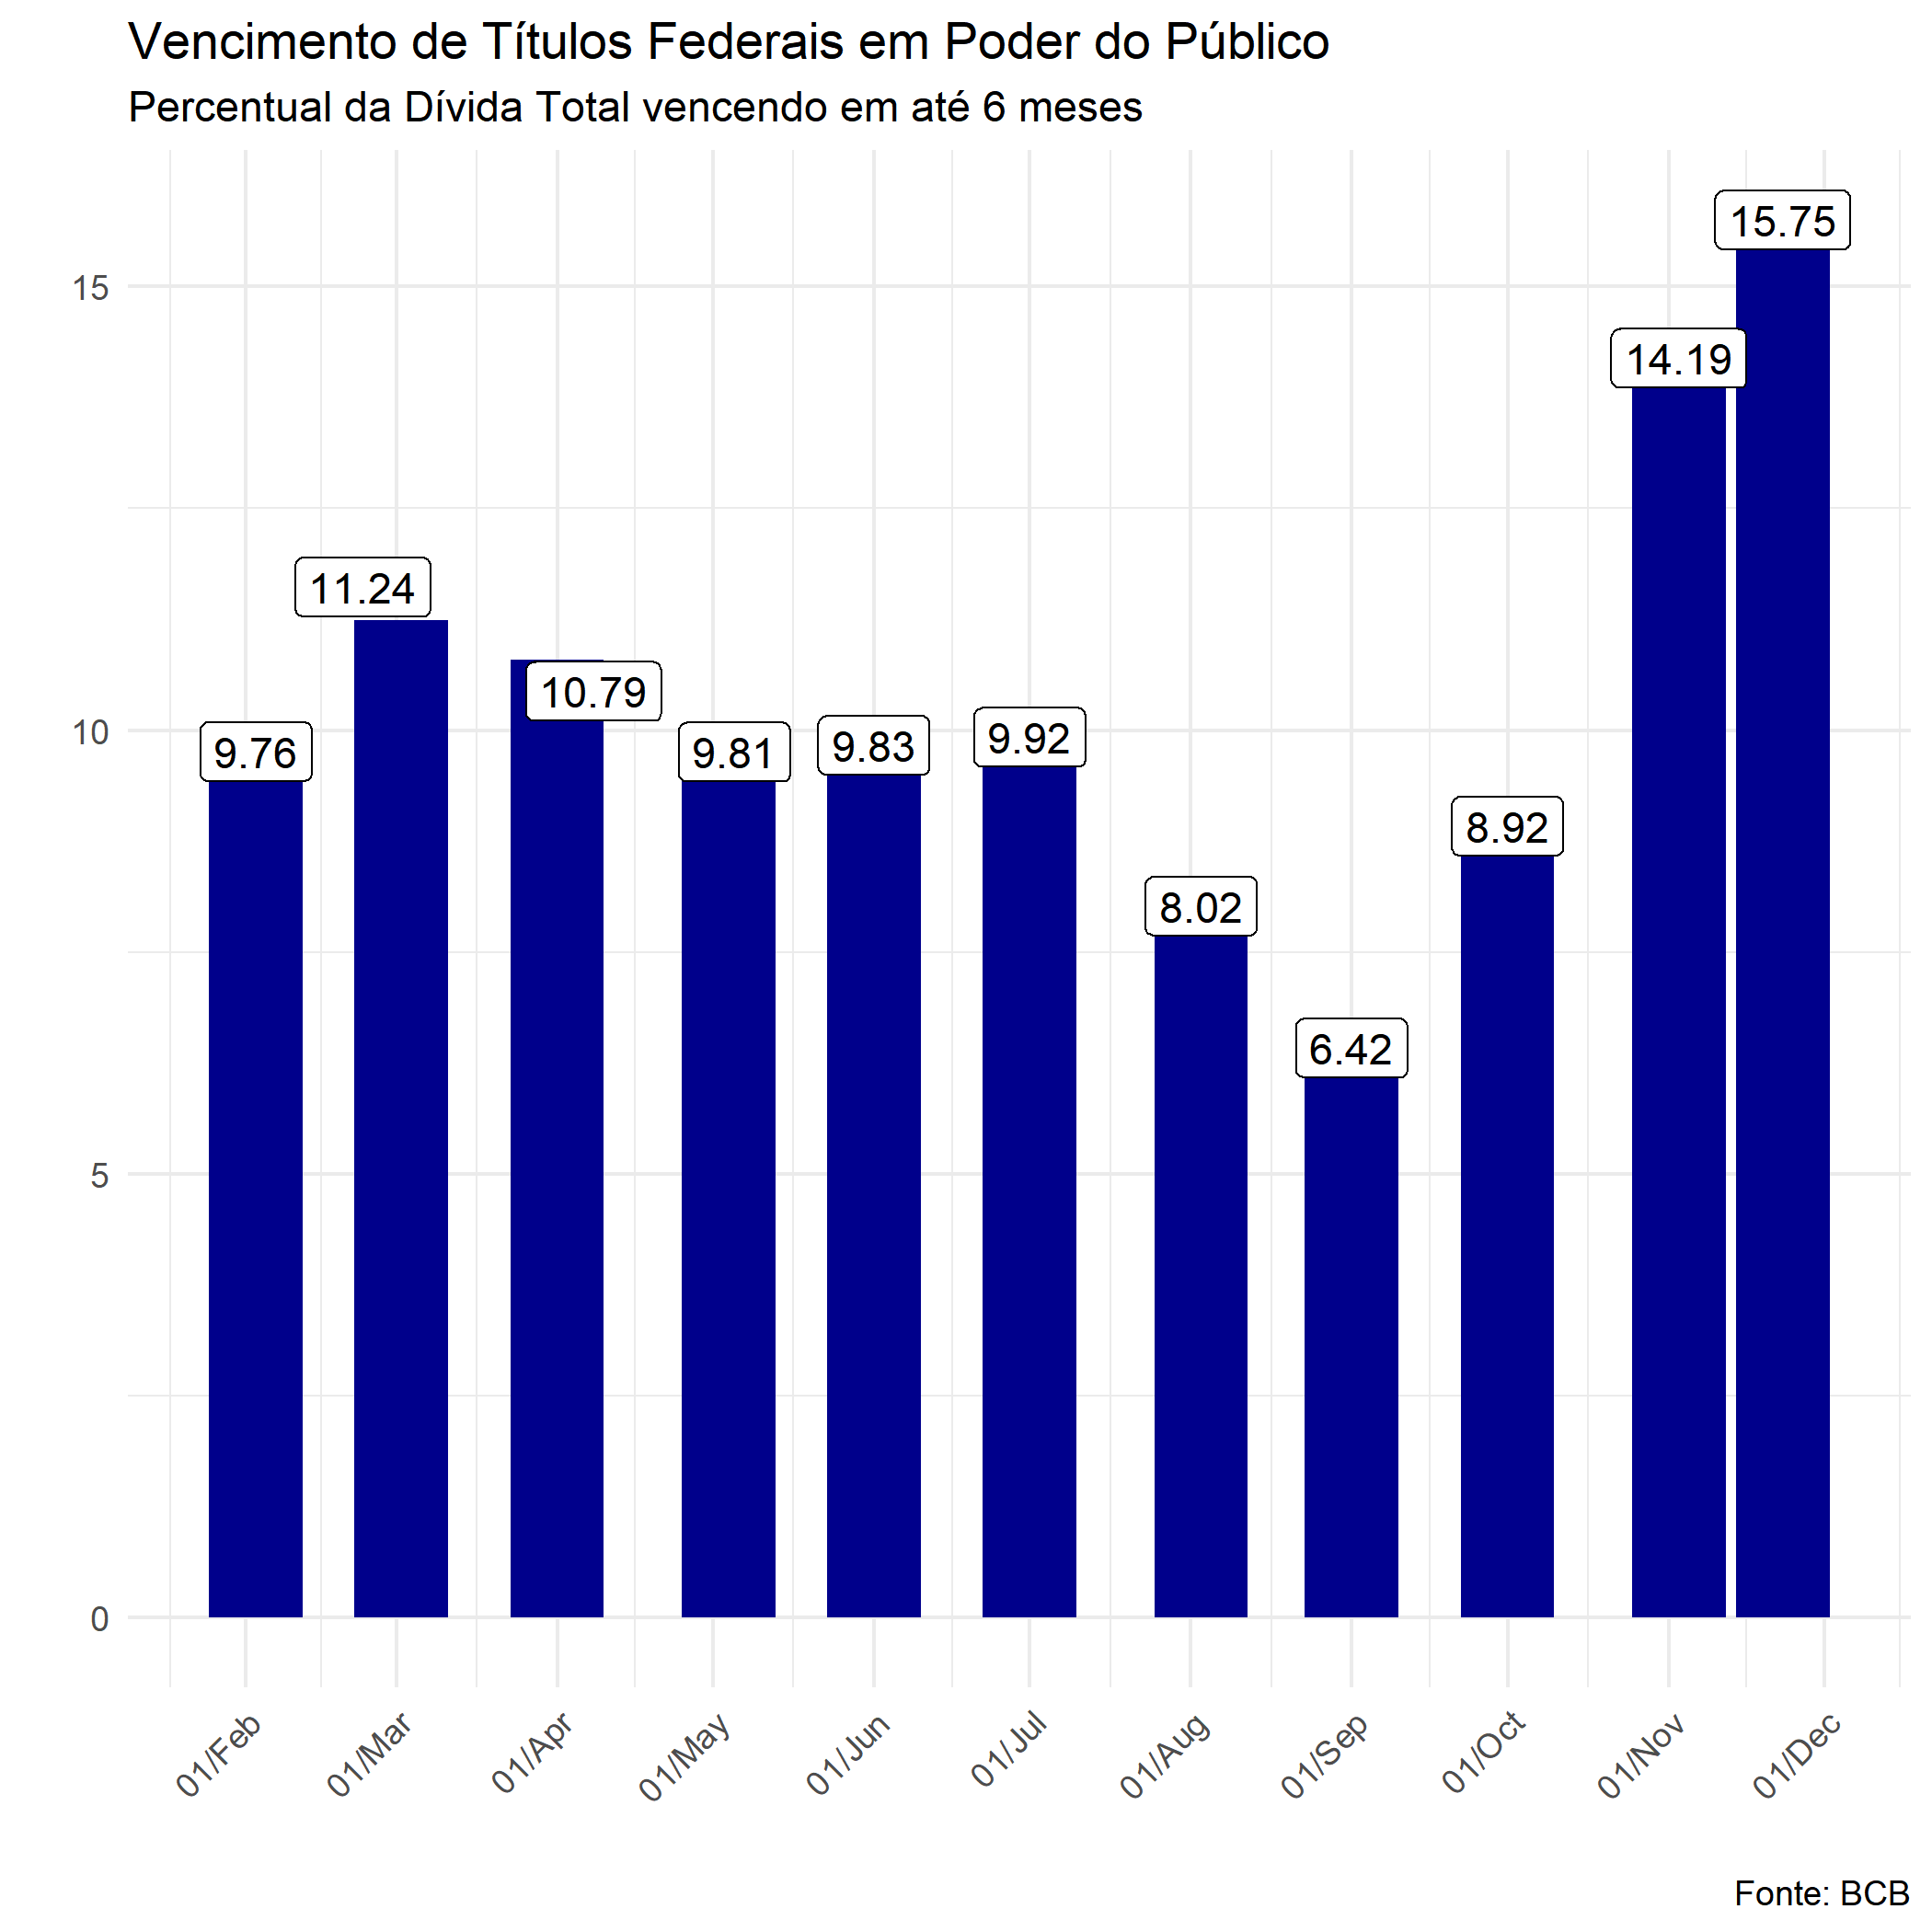 Vencimento de Títulos Federais em Poder do Público
Percentual da Dívida Total vencendo em até 6 meses
15
10
5
0
9.76
11.24
10.79
9.81
9.83
9.92
8.02
6.42
8.92
14.19
15.75
01/Feb
01/Mar
01/Apr
01/May
01/Jun
01/Jul
01/Aug
01/Sep
01/Oct
01/Nov
01/Dec
Fonte: BCB